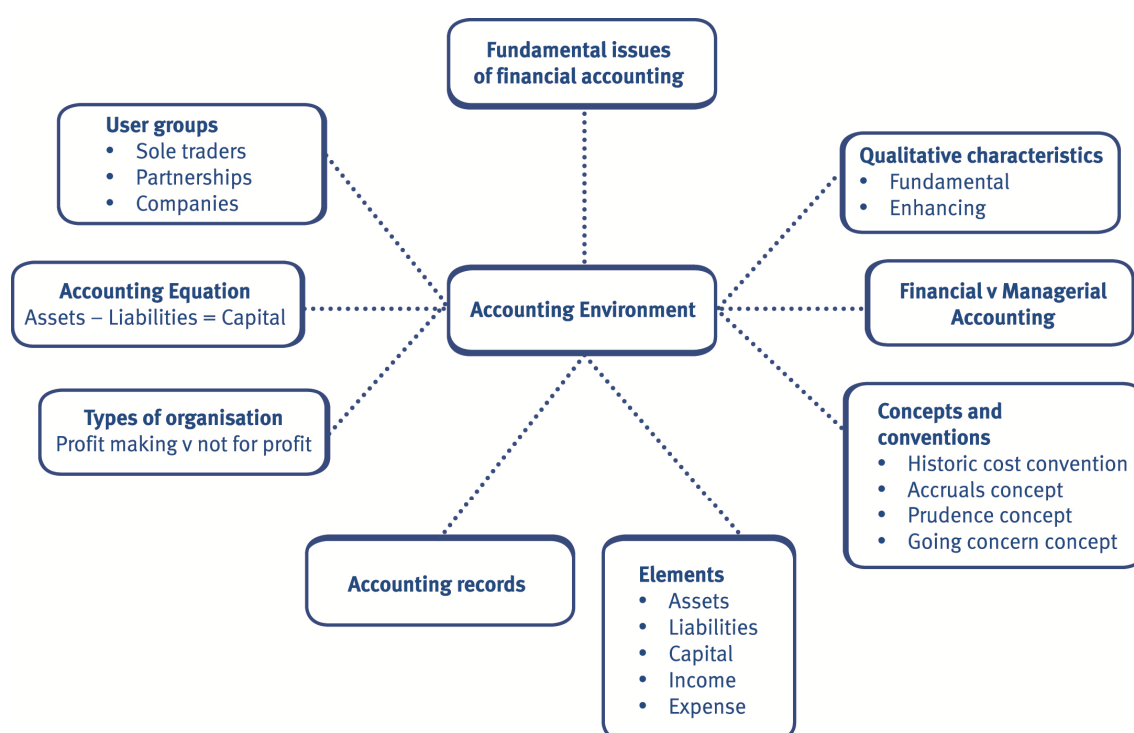 Fundamental issues
of financial accounting
User groups
• Sole traders
• Partnerships
• Companies
Qualitative characteristics
• Fundamental
• Enhancing
Accounting Equation
Assets – Liabilities = Capital
Accounting Environment
Financial v Managerial
Accounting
Types of organisation
Profit making v not for profit
Concepts and
conventions
• Historic cost convention
• Accruals concept
• Prudence concept
• Going concern concept
Accounting records
Elements
• Assets
• Liabilities
• Capital
• Income
• Expense